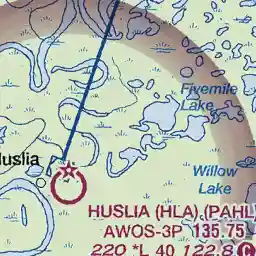 Fivemile
Lake
Huslia
Willow
Lake
HUSLIA (HLA) (PAHL
AWOS-3P 135.75
220 *L 40 122.8 C